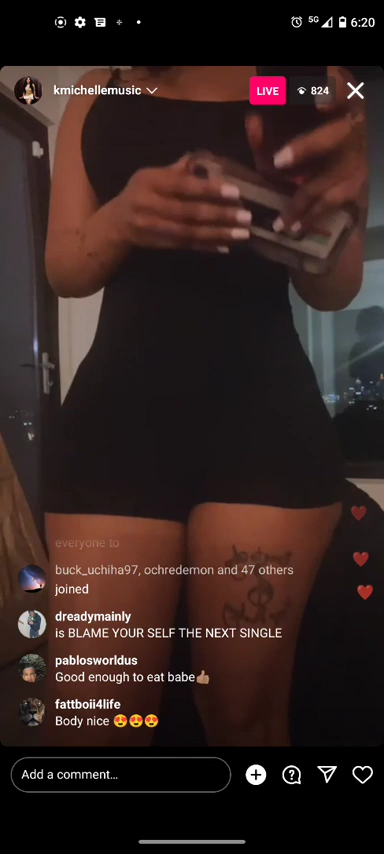 5G 6:20
kmichellemusic LIVE 824
everyone to
buck_uchiha97, ochredemon and 47 others
joined
dreadymainly
is BLAME YOUR SELF THE NEXT SINGLE
pablosworldus
Good enough to eat babe👍🏽
fattboii4life
Body nice 😍😍😍
Add a comment...